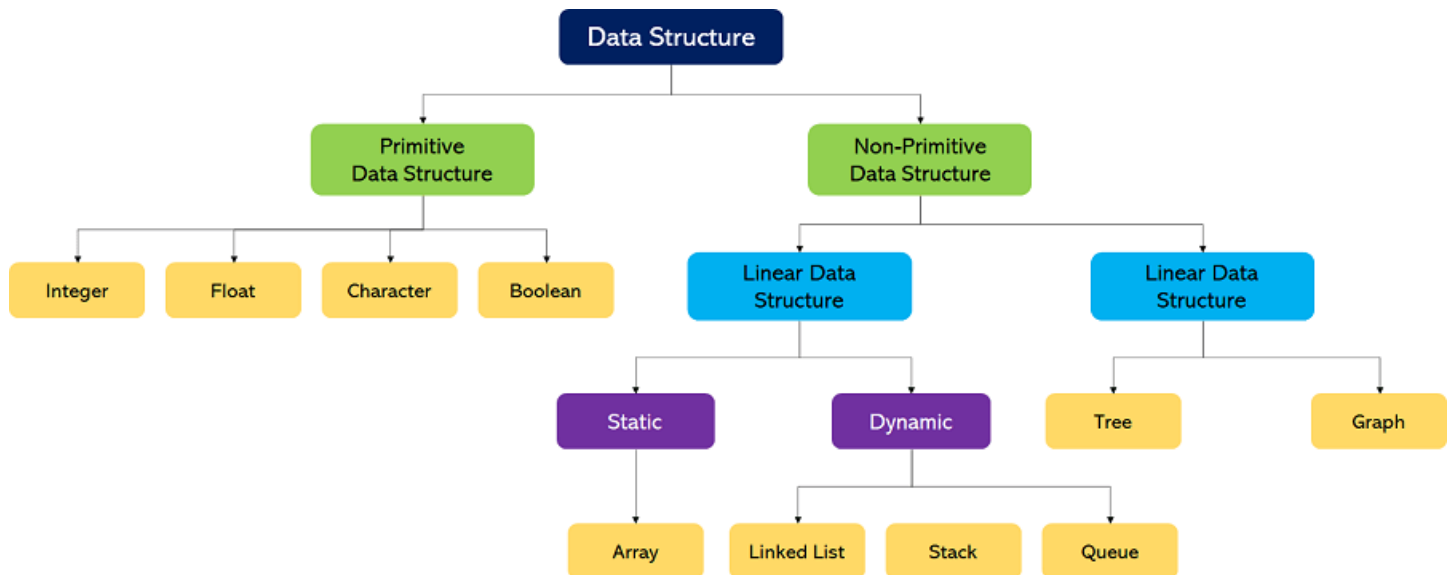 Data Structure
Primitive
Data Structure
Non-Primitive
Data Structure
Integer
Float
Character
Boolean
Linear Data
Structure
Linear Data
Structure
Static
Dynamic
Tree
Graph
Array
Linked List
Stack
Queue